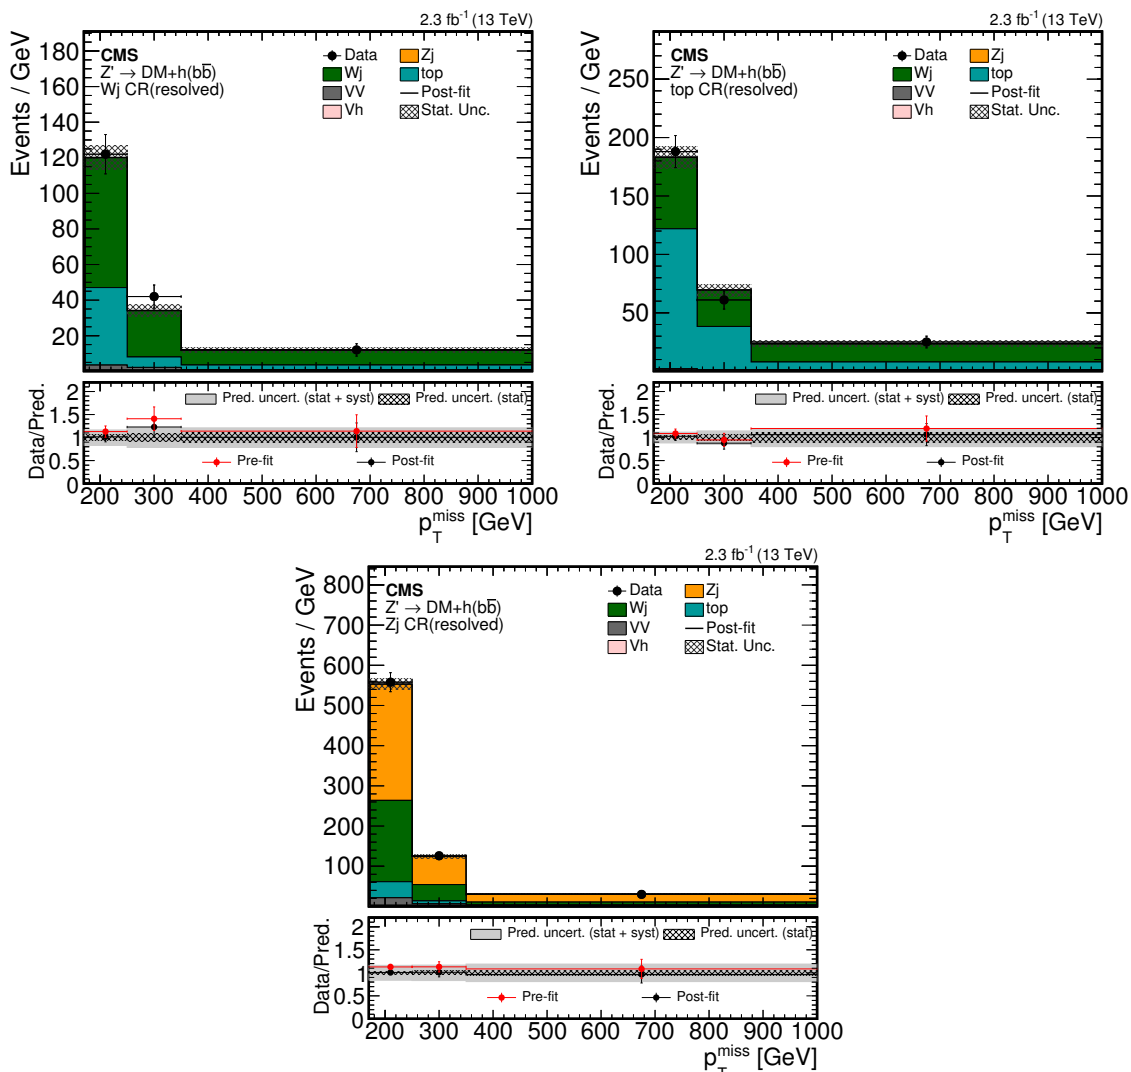 2.3 fb⁻¹ (13 TeV)
Events / GeV
CMS
Z' → DM+h(bb̅)
Wj CR(resolved)
Data
Zj
Wj
top
VV
Post-fit
Vh
Stat. Unc.
180
160
140
120
100
80
60
40
20
Data/Pred.
2
1.5
1
0.5
0
Pred. uncert. (stat + syst)
Pred. uncert. (stat)
Pre-fit
Post-fit
200 300 400 500 600 700 800 900 1000
p_T^miss [GeV]
2.3 fb⁻¹ (13 TeV)
Events / GeV
CMS
Z' → DM+h(bb̅)
top CR(resolved)
Data
Zj
Wj
top
VV
Post-fit
Vh
Stat. Unc.
250
200
150
100
50
Data/Pred.
2
1.5
1
0.5
0
Pred. uncert. (stat + syst)
Pred. uncert. (stat)
Pre-fit
Post-fit
200 300 400 500 600 700 800 900 1000
p_T^miss [GeV]
2.3 fb⁻¹ (13 TeV)
Events / GeV
CMS
Z' → DM+h(bb̅)
Zj CR(resolved)
Data
Zj
Wj
top
VV
Post-fit
Vh
Stat. Unc.
800
700
600
500
400
300
200
100
Data/Pred.
2
1.5
1
0.5
0
Pred. uncert. (stat + syst)
Pred. uncert. (stat)
Pre-fit
Post-fit
200 300 400 500 600 700 800 900 1000
p_T^miss [GeV]